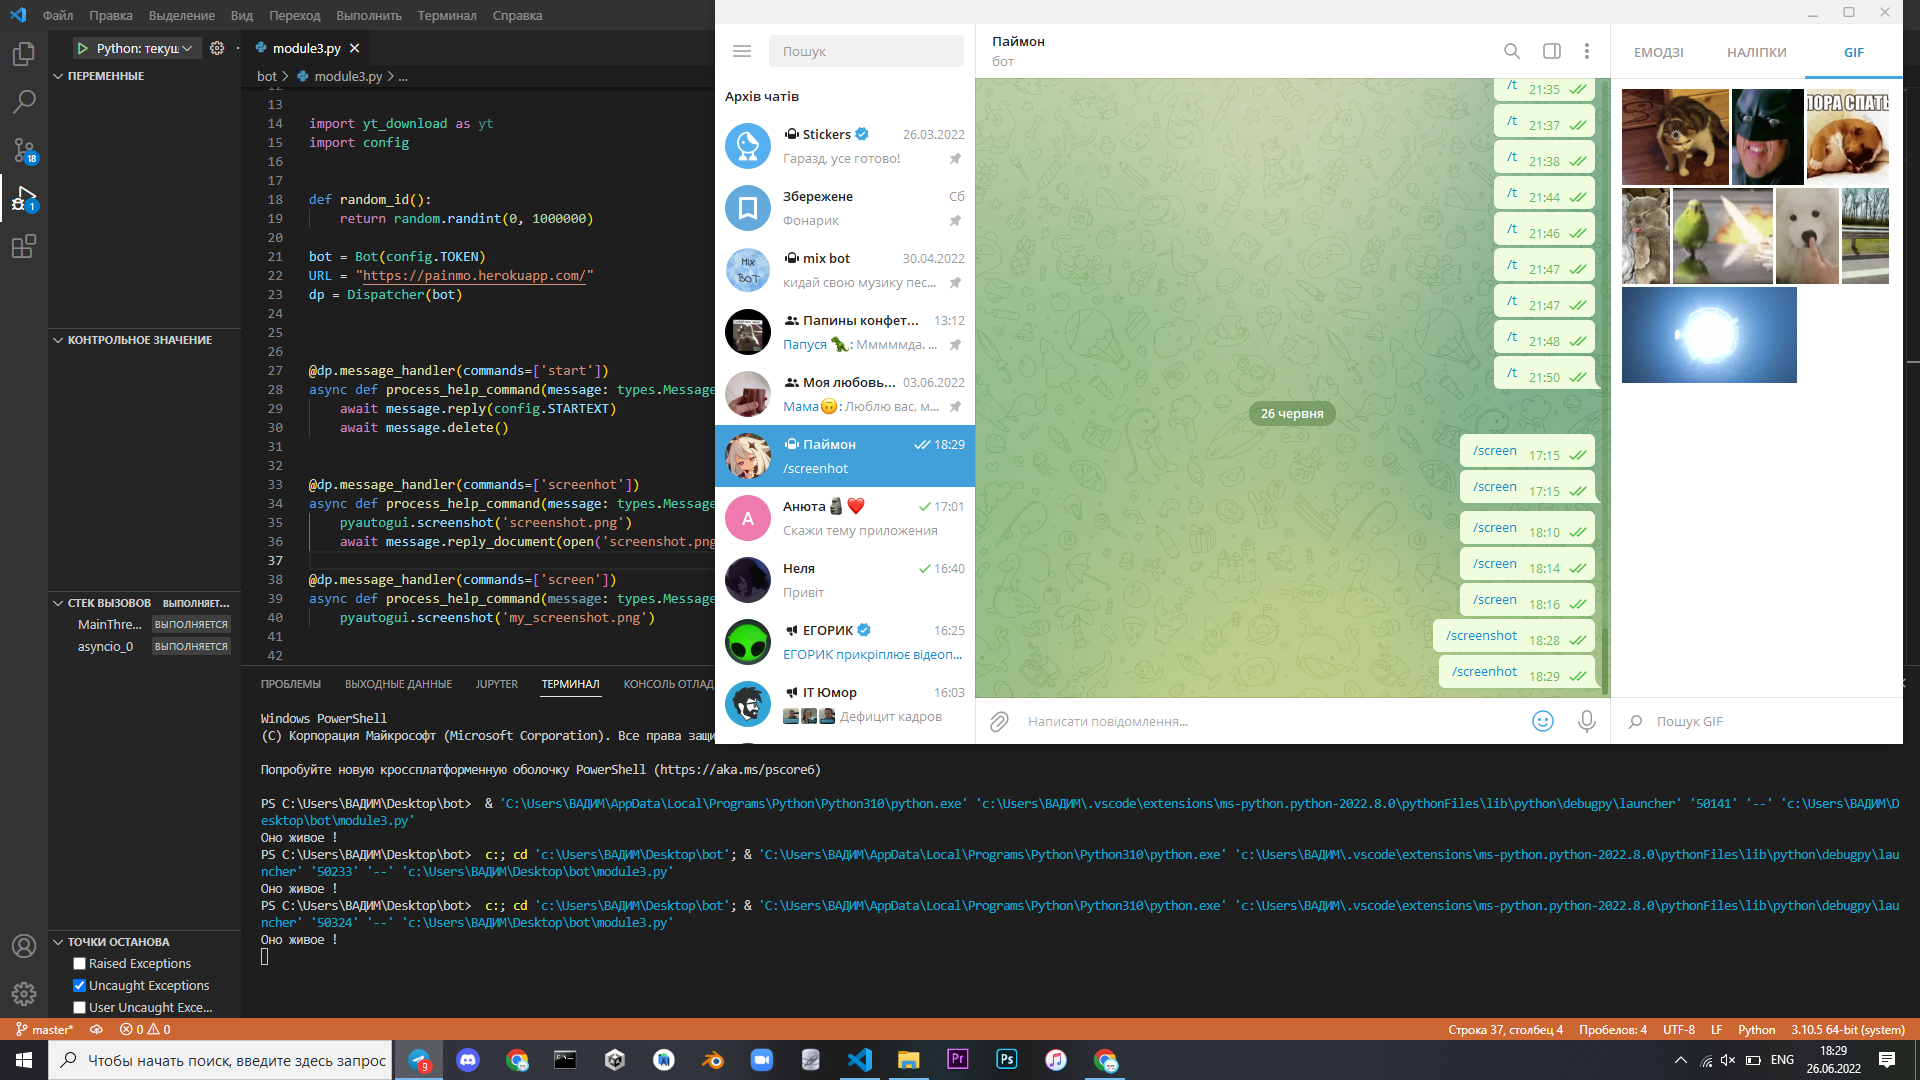 Файл Правка Выделение Вид Переход Выполнить Терминал Справка
Python: текущ
ПЕРЕМЕННЫЕ
КОНТРОЛЬНОЕ ЗНАЧЕНИЕ
СТЕК ВЫЗОВОВ ВЫПОЛНЯЕТ...
MainThre... ВЫПОЛНЯЕТСЯ
asyncio_0 ВЫПОЛНЯЕТСЯ
ТОЧКИ ОСТАНОВА
Raised Exceptions
Uncaught Exceptions
User Uncaught Exce...
18
1
module3.py
bot > module3.py > ...
13
14 import yt_download as yt
15 import config
16
17
18 def random_id():
19 return random.randint(0, 1000000)
20
21 bot = Bot(config.TOKEN)
22 URL = "https://painmo.herokuapp.com/"
23 dp = Dispatcher(bot)
24
25
26
27 @dp.message_handler(commands=['start'])
28 async def process_help_command(message: types.Message
29 await message.reply(config.STARTEXT)
30 await message.delete()
31
32
33 @dp.message_handler(commands=['screenhot'])
34 async def process_help_command(message: types.Message
35 pyautogui.screenshot('screenshot.png')
36 await message.reply_document(open('screenshot.png
37
38 @dp.message_handler(commands=['screen'])
39 async def process_help_command(message: types.Message
40 pyautogui.screenshot('my_screenshot.png')
41
42
ПРОБЛЕМЫ ВЫХОДНЫЕ ДАННЫЕ JUPYTER ТЕРМИНАЛ КОНСОЛЬ ОТЛАД
Windows PowerShell
(C) Корпорация Майкрософт (Microsoft Corporation). Все права защи
Попробуйте новую кроссплатформенную оболочку PowerShell (https://aka.ms/pscore6)
PS C:\Users\ВАДИМ\Desktop\bot> & 'C:\Users\ВАДИМ\AppData\Local\Programs\Python\Python310\python.exe' 'c:\Users\ВАДИМ\.vscode\extensions\ms-python.python-2022.8.0\pythonFiles\lib\python\debugpy\launcher' '50141' '--' 'c:\Users\ВАДИМ\D
esktop\bot\module3.py'
Оно живое !
PS C:\Users\ВАДИМ\Desktop\bot> c:; cd 'c:\Users\ВАДИМ\Desktop\bot'; & 'C:\Users\ВАДИМ\AppData\Local\Programs\Python\Python310\python.exe' 'c:\Users\ВАДИМ\.vscode\extensions\ms-python.python-2022.8.0\pythonFiles\lib\python\debugpy\lau
ncher' '50233' '--' 'c:\Users\ВАДИМ\Desktop\bot\module3.py'
Оно живое !
PS C:\Users\ВАДИМ\Desktop\bot> c:; cd 'c:\Users\ВАДИМ\Desktop\bot'; & 'C:\Users\ВАДИМ\AppData\Local\Programs\Python\Python310\python.exe' 'c:\Users\ВАДИМ\.vscode\extensions\ms-python.python-2022.8.0\pythonFiles\lib\python\debugpy\lau
ncher' '50324' '--' 'c:\Users\ВАДИМ\Desktop\bot\module3.py'
Оно живое !
Пошук
Архів чатів
Stickers 26.03.2022
Гаразд, усе готово!
Збережене Сб
Фонарик
mix bot 30.04.2022
кидай свою музику пес...
MIX BOT
Папины конфет... 13:12
Папуся 🦖: Мммммда. ...
Моя любовь... 03.06.2022
Мама🙃: Люблю вас, м...
Паймон 18:29
/screenhot
Анюта🗿❤️ 17:01
Скажи тему приложения
А
Неля 16:40
Привіт
ЕГОРИК 16:25
ЕГОРИК прикріплює відеоп...
IT Юмор 16:03
Дефицит кадров
Паймон
бот
/t 21:35
/t 21:37
/t 21:38
/t 21:44
/t 21:46
/t 21:47
/t 21:47
/t 21:48
/t 21:50
26 червня
/screen 17:15
/screen 17:15
/screen 18:10
/screen 18:14
/screen 18:16
/screenshot 18:28
/screenhot 18:29
Написати повідомлення...
ЕМОДЗІ НАЛІПКИ GIF
ПОРА СПАТЬ
Пошук GIF
master* 0 0
Строка 37, столбец 4 Пробелов: 4 UTF-8 LF Python 3.10.5 64-bit (system)
Чтобы начать поиск, введите здесь запрос
9
Pr
Ps
ENG
18:29
26.06.2022